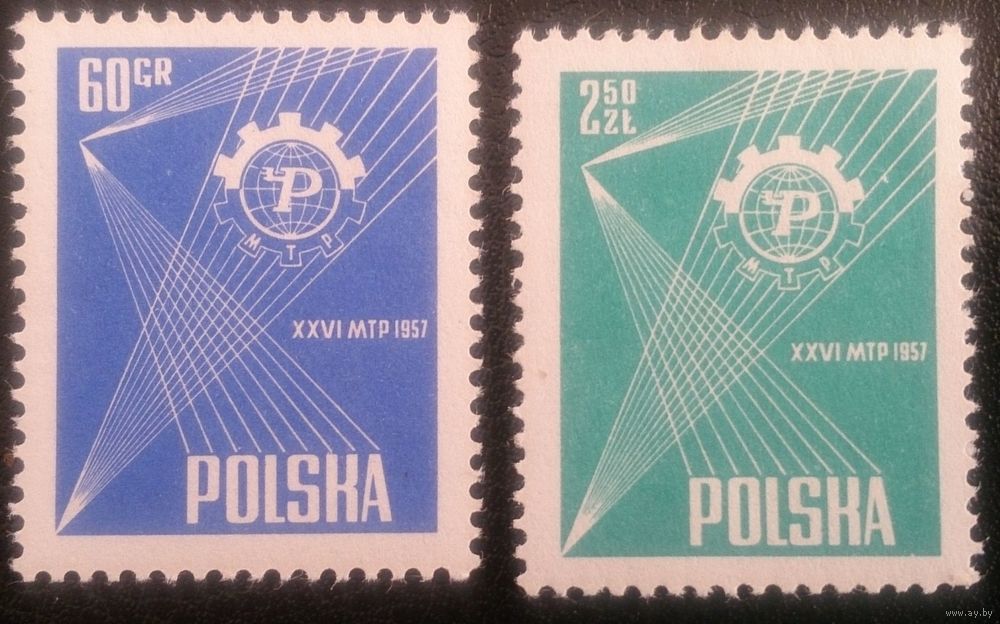 60 GR
P
M T P
XXVI MTP 1957
POLSKA
2 50 ZŁ
P
M T P
XXVI MTP 1957
POLSKA
www.ay.by